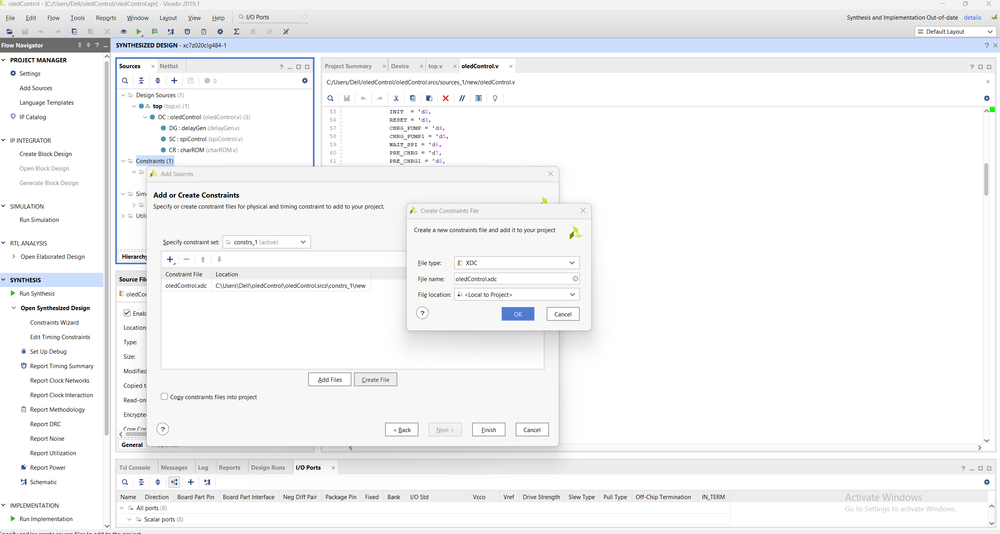 oledControl - [C:/Users/Dell/oledControl/oledControl.xpr] - Vivado 2019.1
File Edit Flow Tools Reports Window Layout View Help I/O Ports
Synthesis and Implementation Out-of-date details
Default Layout
Flow Navigator
PROJECT MANAGER
Settings
Add Sources
Language Templates
IP Catalog
IP INTEGRATOR
Create Block Design
Open Block Design
Generate Block Design
SIMULATION
Run Simulation
RTL ANALYSIS
Open Elaborated Design
SYNTHESIS
Run Synthesis
Open Synthesized Design
Constraints Wizard
Edit Timing Constraints
Set Up Debug
Report Timing Summary
Report Clock Networks
Report Clock Interaction
Report Methodology
Report DRC
Report Noise
Report Utilization
Report Power
Schematic
IMPLEMENTATION
Run Implementation
SYNTHESIZED DESIGN - xc7z020clg484-1
Sources Netlist
0
Design Sources (1)
top (top.v) (1)
OC : oledControl (oledControl.v) (3)
DG : delayGen (delayGen.v)
SC : spiControl (spiControl.v)
CR : charROM (charROM.v)
Constraints (1)
Hierarchy
General
Location:
Type:
Size:
Modified
Read-onl
Project Summary Device top.v oledControl.v
C:/Users/Dell/oledControl/oledControl.srcs/sources_1/new/oledControl.v
55 INIT = 'd2,
56 RESET = 'd3,
57 CHRG_PUMP = 'd4,
58 CHRG_PUMP1 = 'd5,
59 WAIT_SPI = 'd6,
60 PRE_CHRG = 'd7,
61 PRE_CHRG1 = 'd8,
Add Sources
Add or Create Constraints
Specify or create constraint files for physical and timing constraint to add to your project.
Specify constraint set: constrs_1 (active)
Constraint File Location
oledControl.xdc C:\Users\Dell\oledControl\oledControl.srcs\constrs_1\new
Add Files Create File
Copy constraints files into project
? < Back Next > Finish Cancel
Create Constraints File
Create a new constraints file and add it to your project
File type: XDC
File name: oledControl.xdc
File location: <Local to Project>
? OK Cancel
Tcl Console Messages Log Reports Design Runs I/O Ports
Name Direction Board Part Pin Board Part Interface Neg Diff Pair Package Pin Fixed Bank I/O Std Vcco Vref Drive Strength Slew Type Pull Type Off-Chip Termination IN_TERM
All ports (8)
Scalar ports (8)
Activate Windows
Go to Settings to activate Windows.